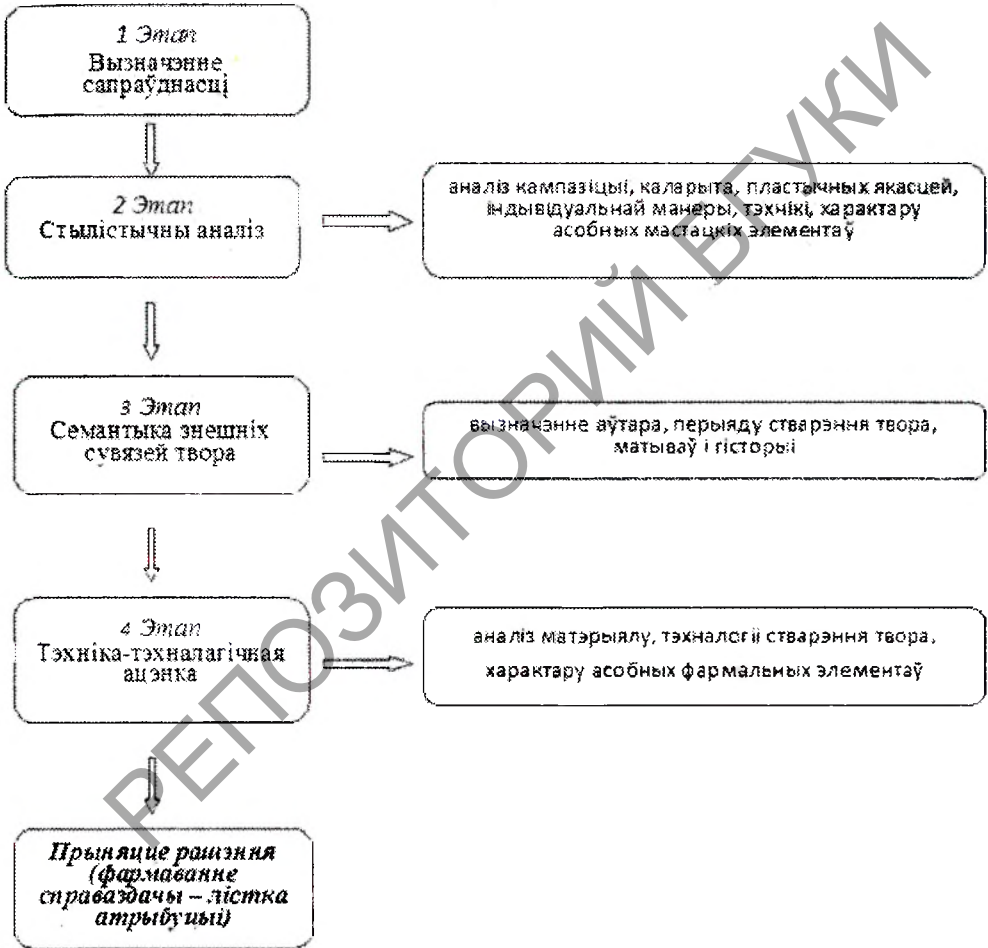 1 Этап
Вызначэнне
сапраўднасці
2 Этап
Стылістычны аналіз
аналіз кампазіцыі, каларыта, пластычных якасцей,
індывідуальнай манеры, тэхнікі, характару
асобных мастацкіх элементаў
3 Этап
Семантыка знешніх
сувязей твора
вызначэнне аўтара, перыяду стварэння твора,
матываў і гісторыі
4 Этап
Тэхніка-тэхналагічная
ацэнка
аналіз матэрыялу, тэхналогіі стварэння твора,
характару асобных фармальных элементаў
Прыняцце рашэння
(фармаванне
справаздачы – лістка
атрыбуцыі)
РЕПОЗИТОРИЙ БГУКИ